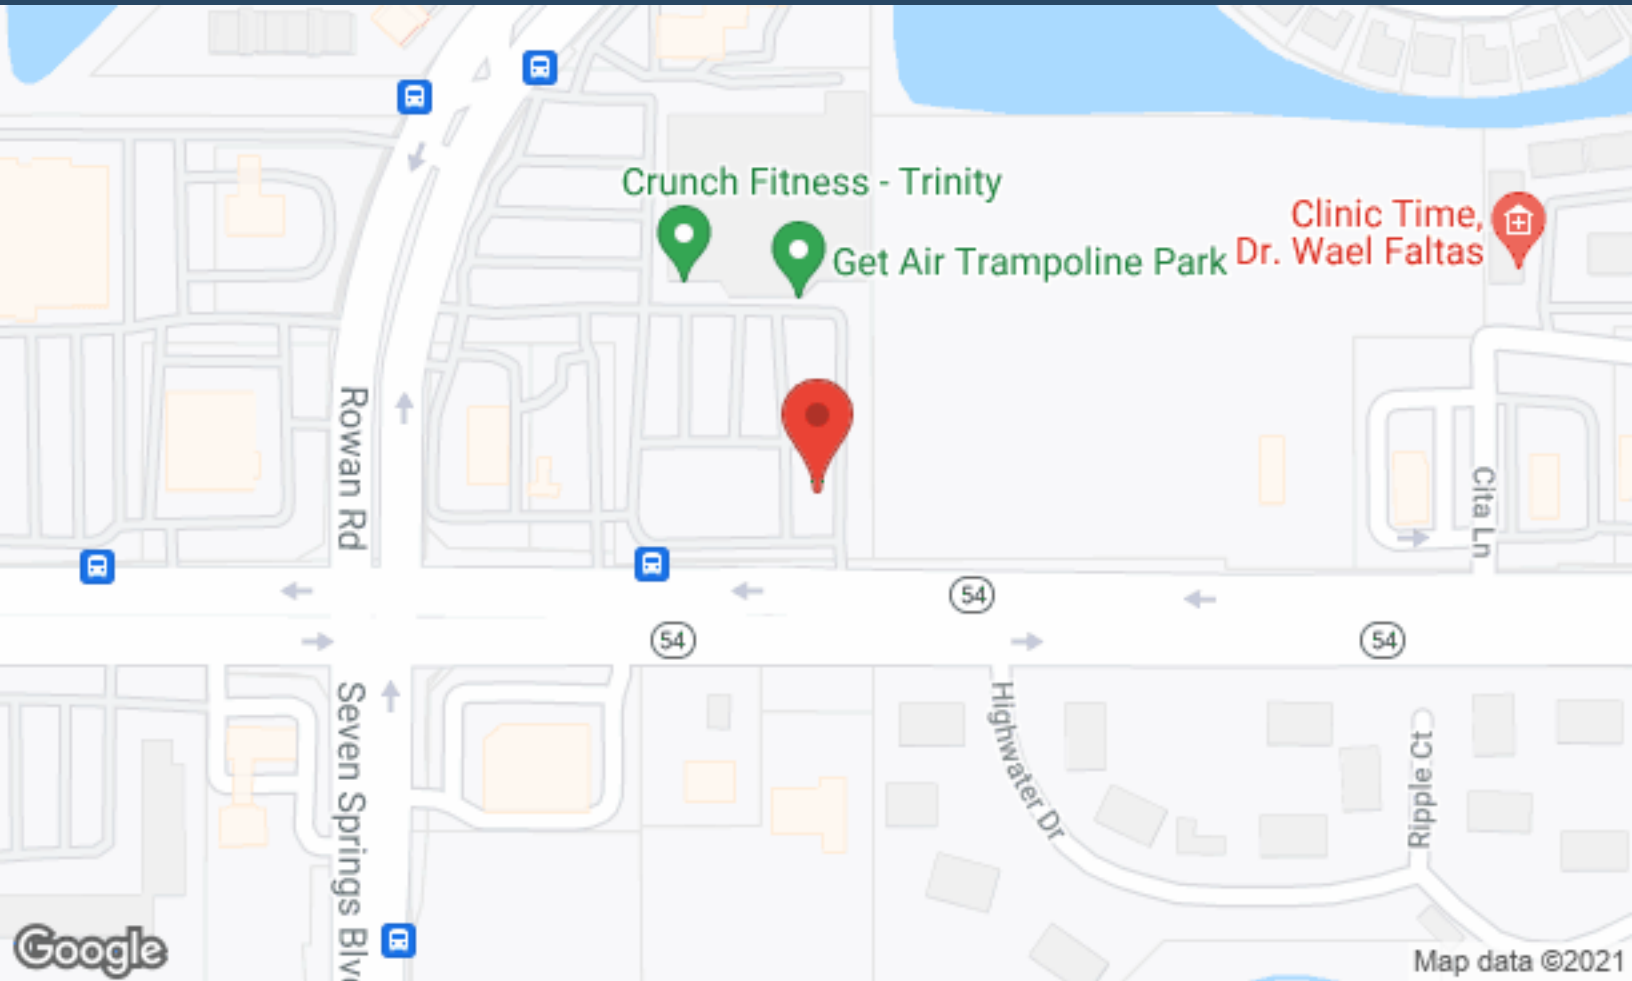 Crunch Fitness - Trinity
Get Air Trampoline Park
Clinic Time,
Dr. Wael Faltas
Rowan Rd
Cita Ln
54
54
54
Seven Springs Blvd
Highwater Dr
Ripple Ct
Google
Map data ©2021